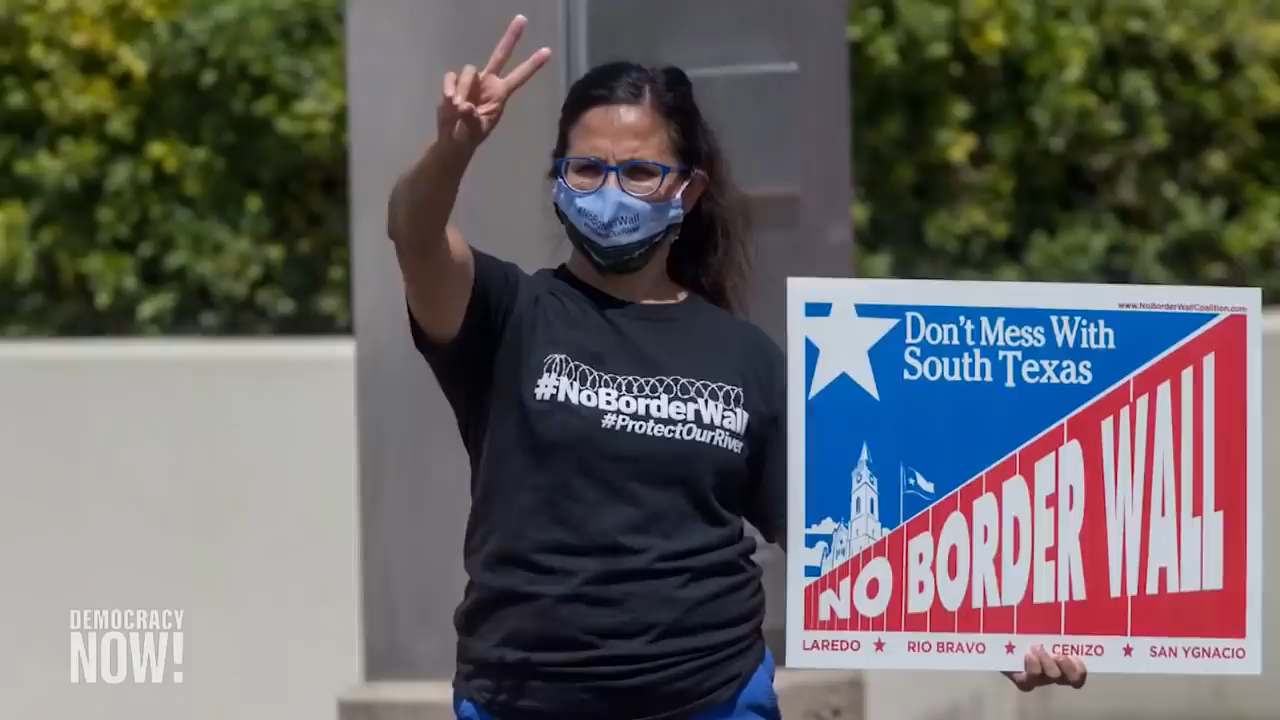 #NoBorderWall
#NoBorderWall
#ProtectOurRiver
www.NoBorderWallCoalition.com
Don't Mess With
South Texas
NO BORDER WALL
LAREDO ★ RIO BRAVO ★ CENIZO ★ SAN YGNACIO
DEMOCRACY
NOW!